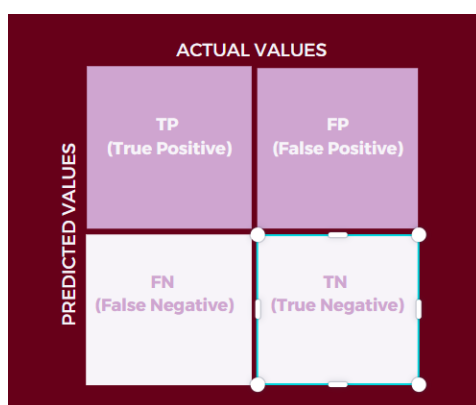 ACTUAL VALUES
PREDICTED VALUES
TP
(True Positive)
FP
(False Positive)
FN
(False Negative)
TN
(True Negative)